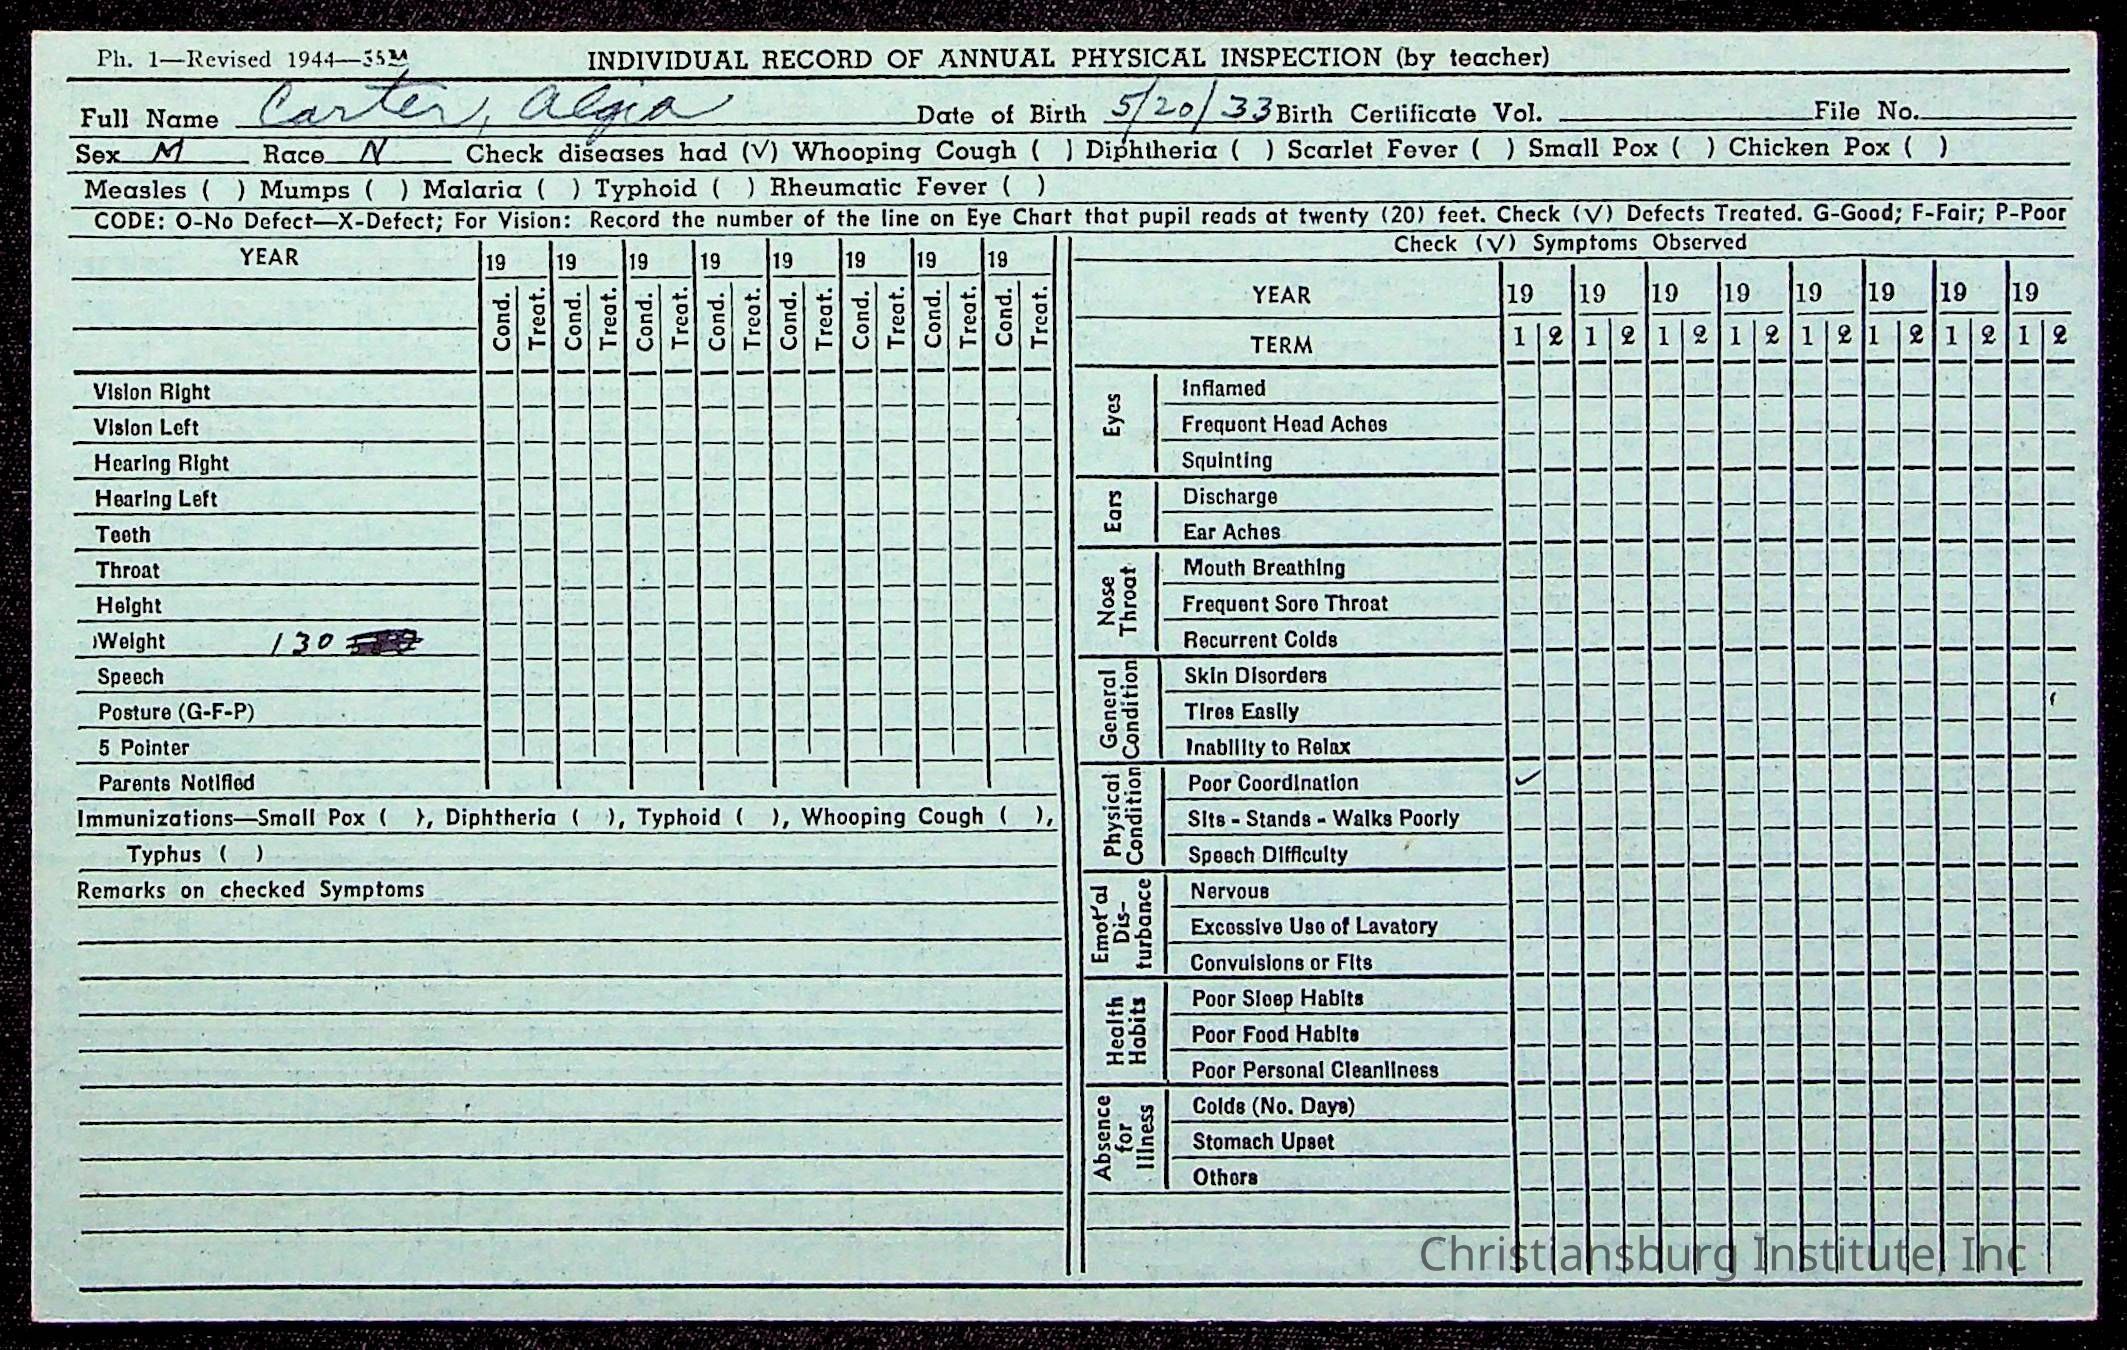 Ph. 1—Revised 1944—35M
INDIVIDUAL RECORD OF ANNUAL PHYSICAL INSPECTION (by teacher)
Full Name Carter, Algia Date of Birth 5/20/33 Birth Certificate Vol. File No.
Sex M Race N Check diseases had (√) Whooping Cough ( ) Diphtheria ( ) Scarlet Fever ( ) Small Pox ( ) Chicken Pox ( )
Measles ( ) Mumps ( ) Malaria ( ) Typhoid ( ) Rheumatic Fever ( )
CODE: O-No Defect—X-Defect; For Vision: Record the number of the line on Eye Chart that pupil reads at twenty (20) feet. Check (√) Defects Treated. G-Good; F-Fair; P-Poor
YEAR 19 19 19 19 19 19 19 19
Cond. Treat. Cond. Treat. Cond. Treat. Cond. Treat. Cond. Treat. Cond. Treat. Cond. Treat. Cond. Treat.
Vision Right
Vision Left
Hearing Right
Hearing Left
Teeth
Throat
Height
Weight 130
Speech
Posture (G-F-P)
5 Pointer
Parents Notified
Immunizations—Small Pox ( ), Diphtheria ( ), Typhoid ( ), Whooping Cough ( ),
Typhus ( )
Remarks on checked Symptoms
Check (√) Symptoms Observed
YEAR 19 19 19 19 19 19 19 19
TERM 1 2 1 2 1 2 1 2 1 2 1 2 1 2 1 2
Eyes
Inflamed
Frequent Head Aches
Squinting
Ears
Discharge
Ear Aches
Nose
Throat
Mouth Breathing
Frequent Sore Throat
Recurrent Colds
General
Condition
Skin Disorders
Tires Easily
Inability to Relax
Physical
Condition
Poor Coordination ✓
Sits - Stands - Walks Poorly
Speech Difficulty
Emot'al
Dis-
turbance
Nervous
Excessive Use of Lavatory
Convulsions or Fits
Health
Habits
Poor Sleep Habits
Poor Food Habits
Poor Personal Cleanliness
Absence
for
Illness
Colds (No. Days)
Stomach Upset
Others
Christiansburg Institute, Inc